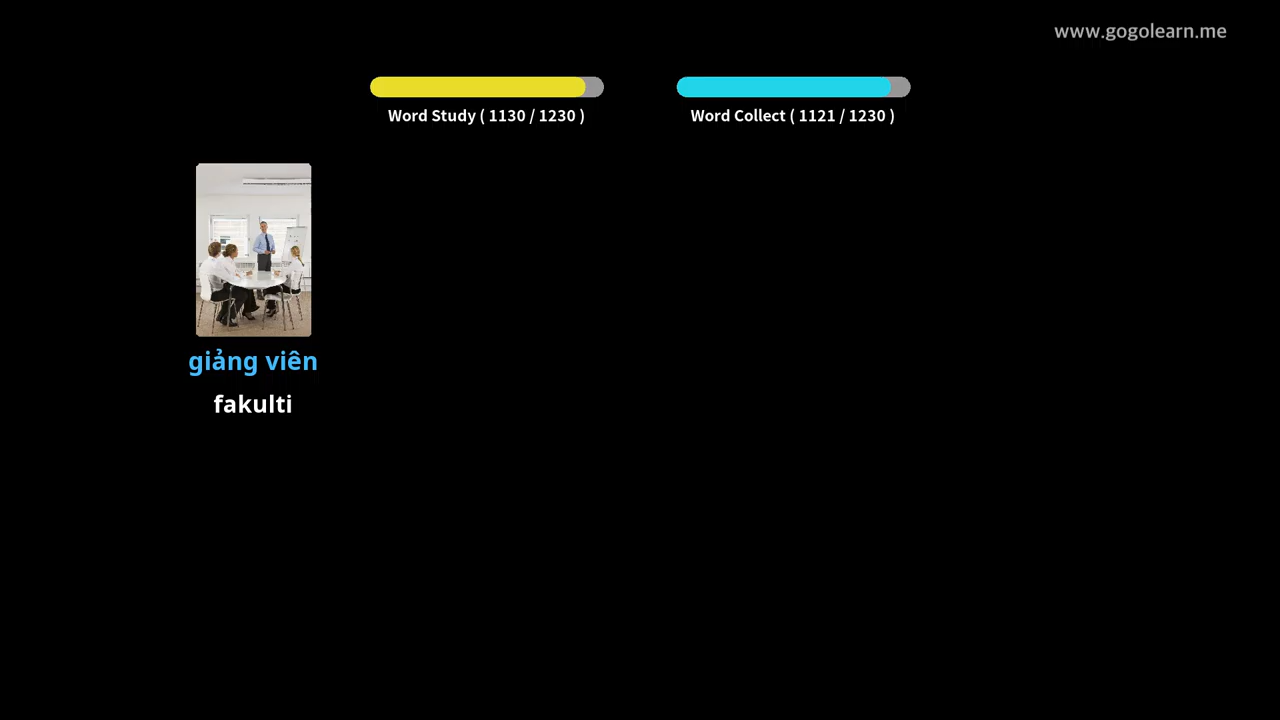 www.gogolearn.me
Word Study ( 1130 / 1230 )
Word Collect ( 1121 / 1230 )
giảng viên
fakulti